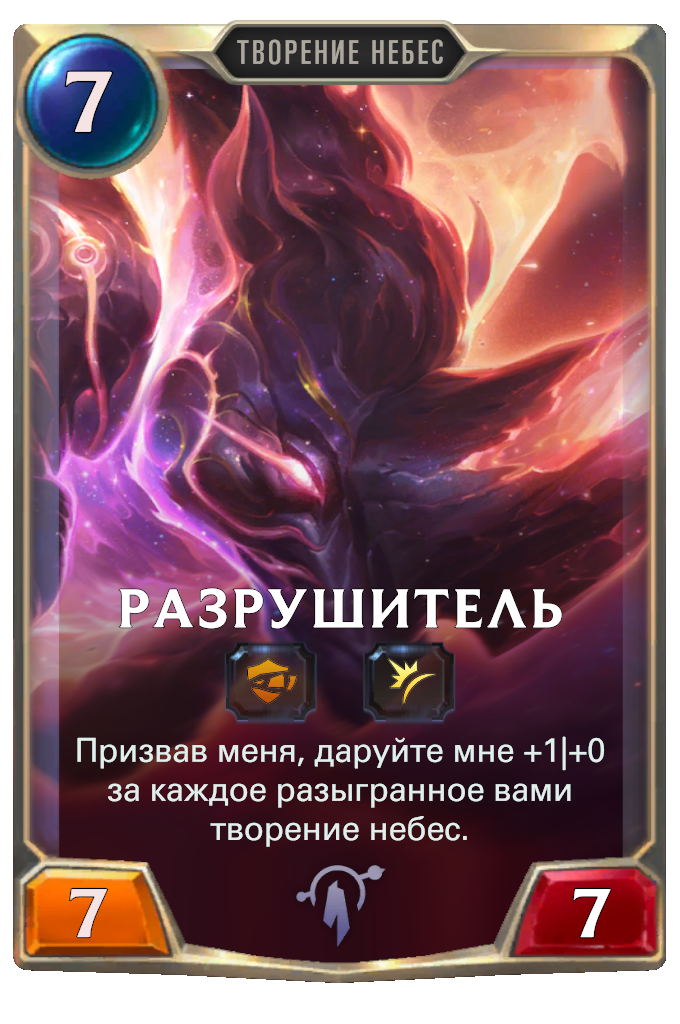 ТВОРЕНИЕ НЕБЕС
7
РАЗРУШИТЕЛЬ
Призвав меня, даруйте мне +1|+0
за каждое разыгранное вами
творение небес.
7
7